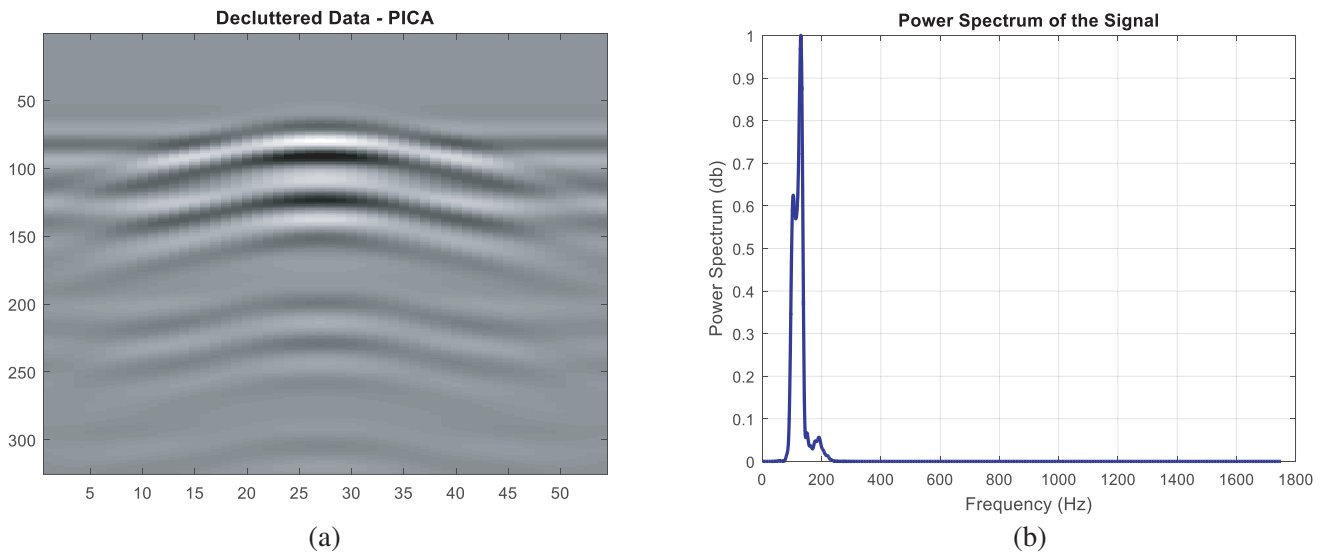 Decluttered Data - PICA
50
100
150
200
250
300
5 10 15 20 25 30 35 40 45 50
(a)
Power Spectrum of the Signal
Power Spectrum (db)
1
0.9
0.8
0.7
0.6
0.5
0.4
0.3
0.2
0.1
0
0 200 400 600 800 1000 1200 1400 1600 1800
Frequency (Hz)
(b)